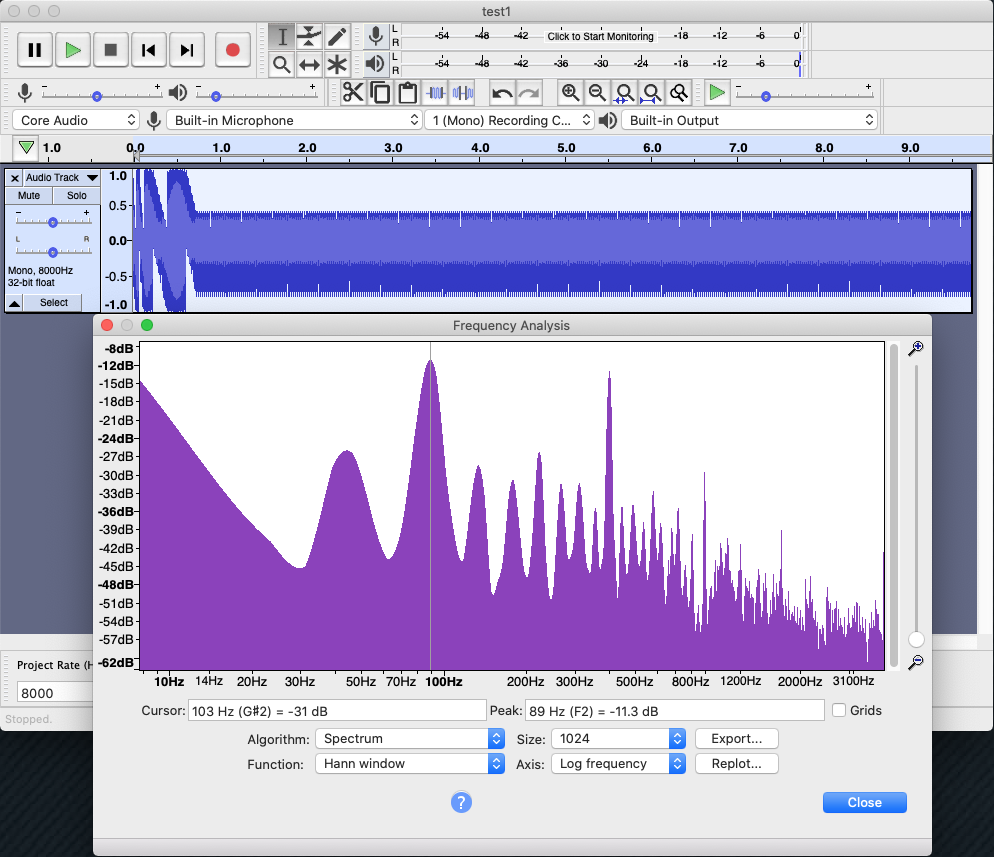 test1
L
R
-54 -48 -42 Click to Start Monitoring -18 -12 -6 0
L
R
-54 -48 -42 -36 -30 -24 -18 -12 -6 0
- + - + - +
Core Audio Built-in Microphone 1 (Mono) Recording C... Built-in Output
1.0 0.0 1.0 2.0 3.0 4.0 5.0 6.0 7.0 8.0 9.0
× Audio Track 1.0
Mute Solo
- + 0.5
L R 0.0
Mono, 8000Hz -0.5
32-bit float
Select -1.0
Frequency Analysis
-8dB
-12dB
-15dB
-18dB
-21dB
-24dB
-27dB
-30dB
-33dB
-36dB
-39dB
-42dB
-45dB
-48dB
-51dB
-54dB
-57dB
-62dB
Project Rate (H
8000
Stopped.
10Hz 14Hz 20Hz 30Hz 50Hz 70Hz 100Hz 200Hz 300Hz 500Hz 800Hz 1200Hz 2000Hz 3100Hz
Cursor: 103 Hz (G#2) = -31 dB Peak: 89 Hz (F2) = -11.3 dB Grids
Algorithm: Spectrum Size: 1024 Export...
Function: Hann window Axis: Log frequency Replot...
? Close